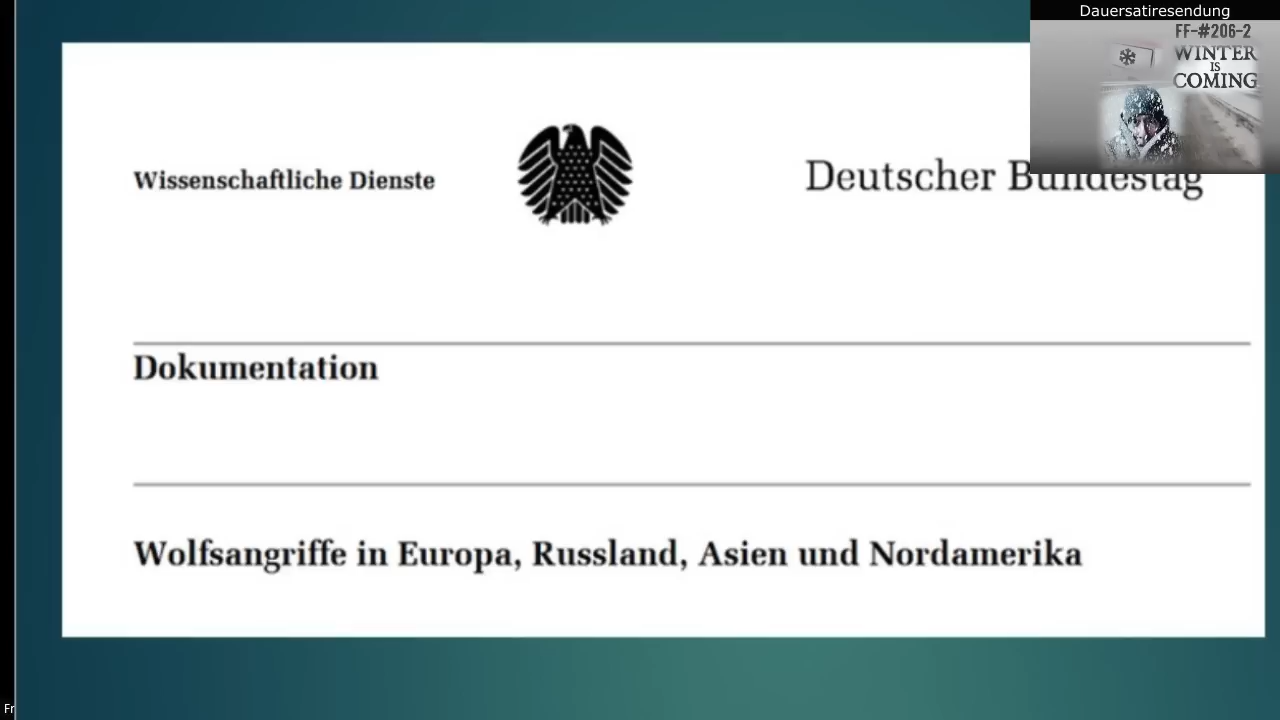 Dauersatiresendung
FF-#206-2
WINTER
IS
COMING
Wissenschaftliche Dienste
Deutscher Bundestag
Dokumentation
Wolfsangriffe in Europa, Russland, Asien und Nordamerika
Fr